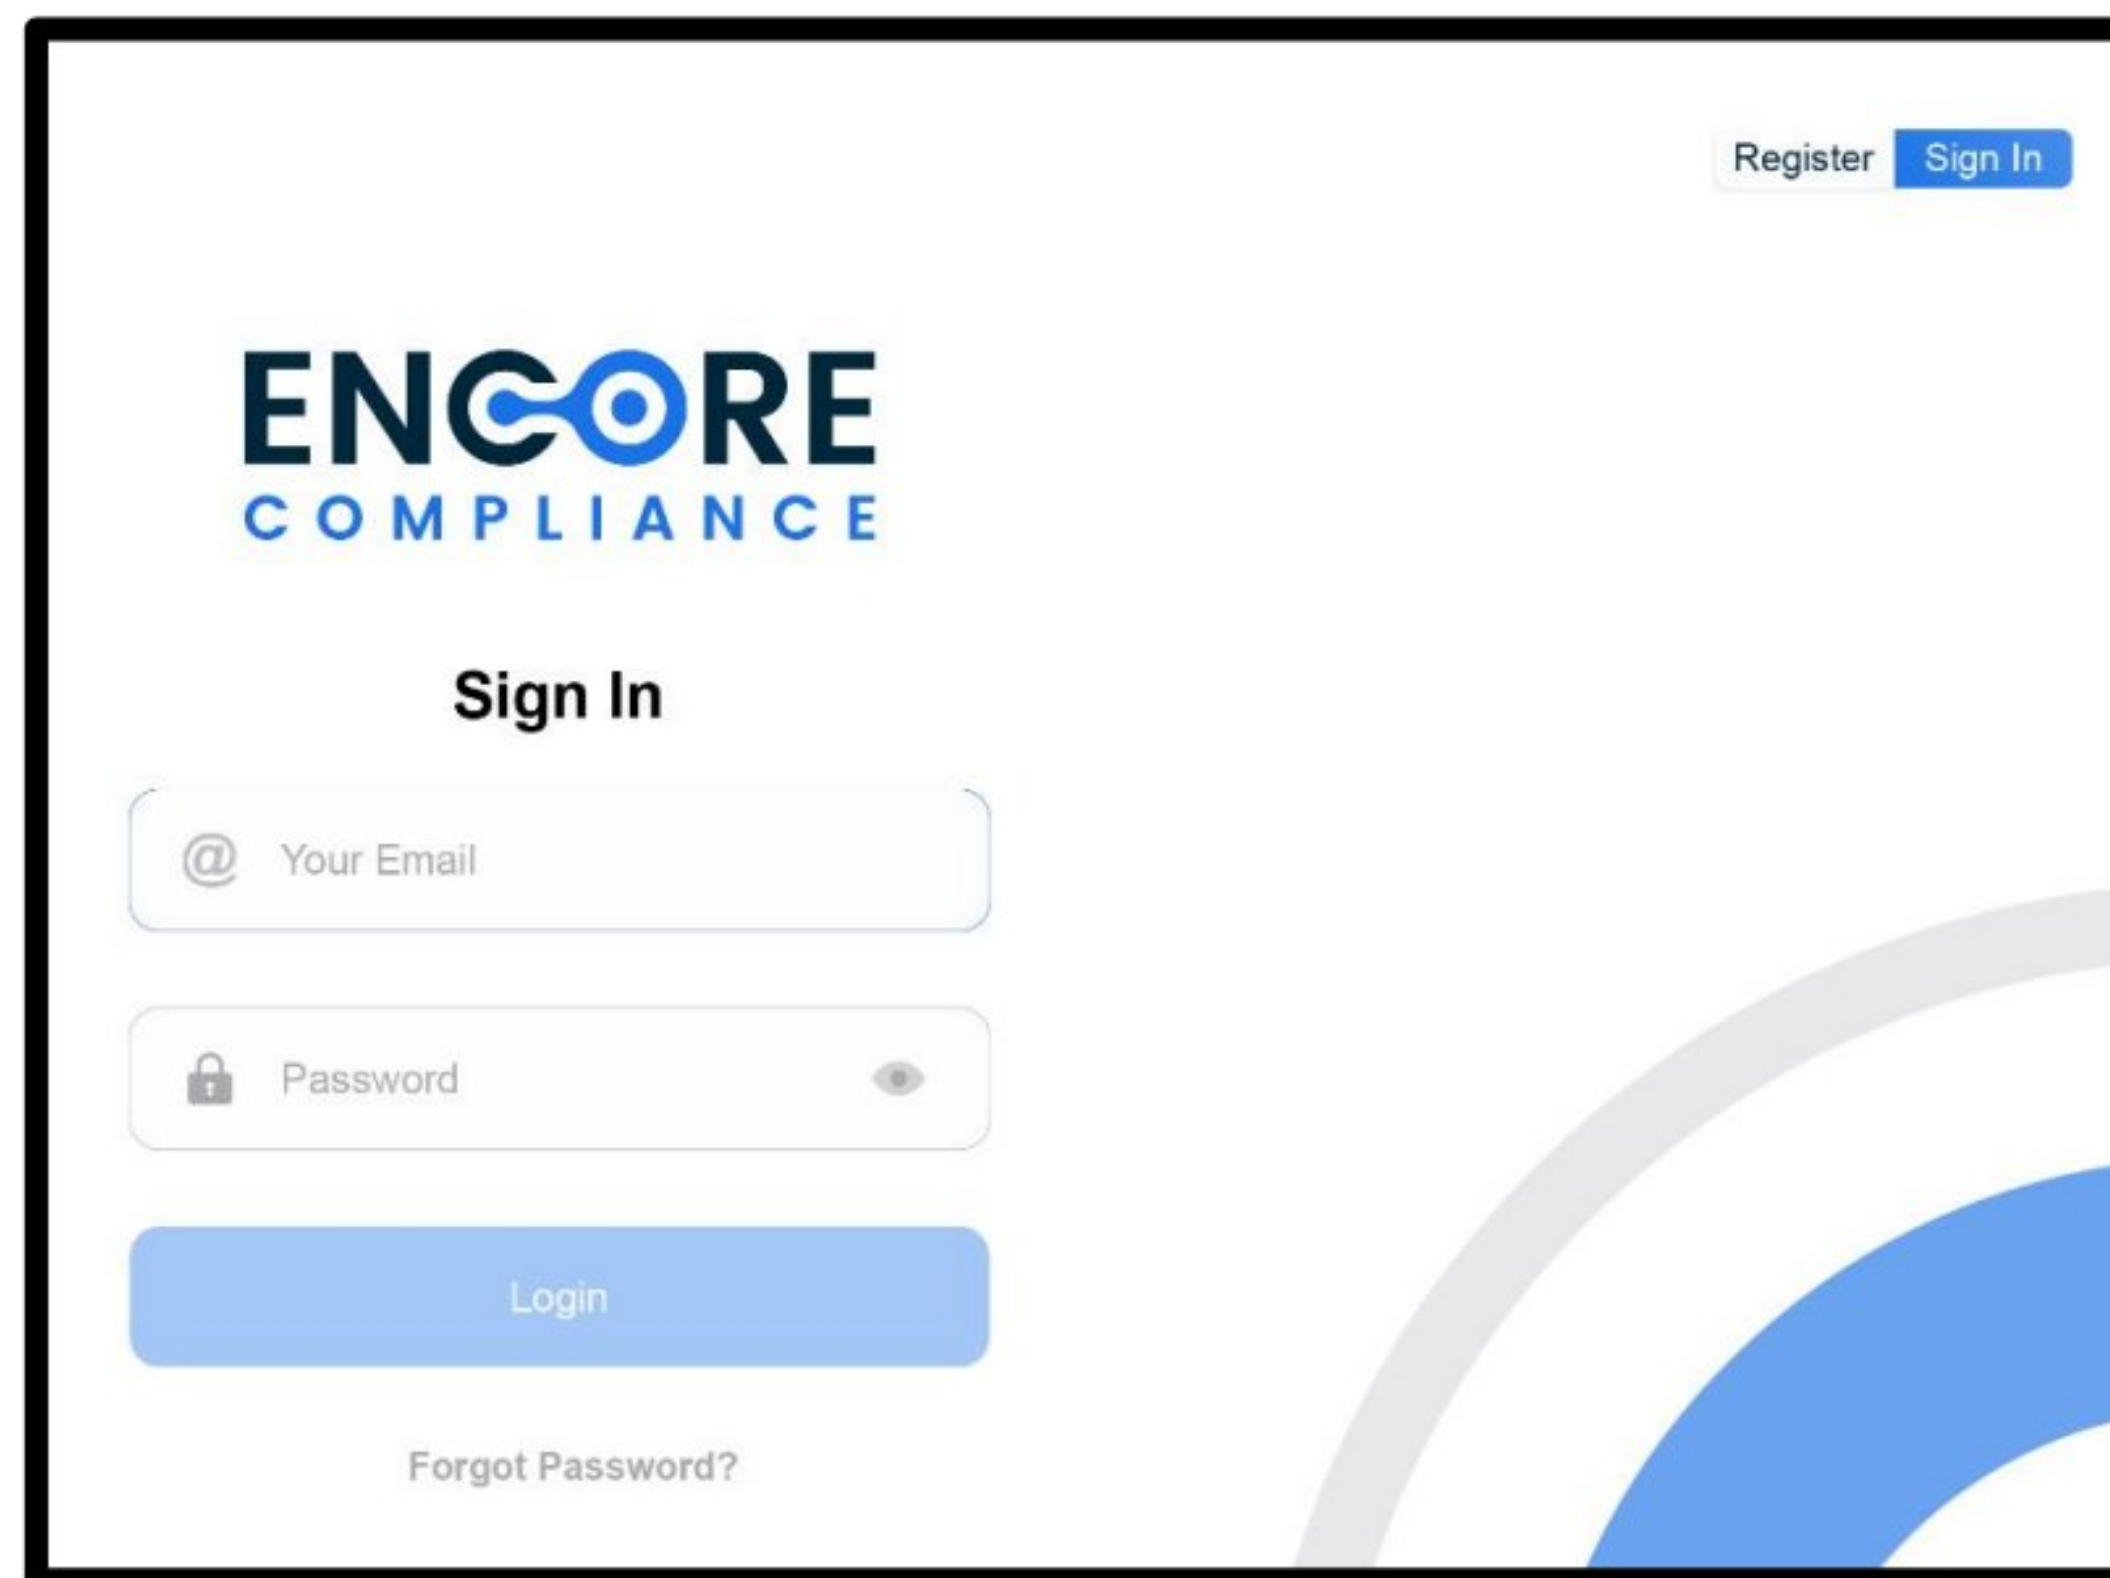 Register Sign In
ENCORE
COMPLIANCE
Sign In
@ Your Email
Password
Login
Forgot Password?